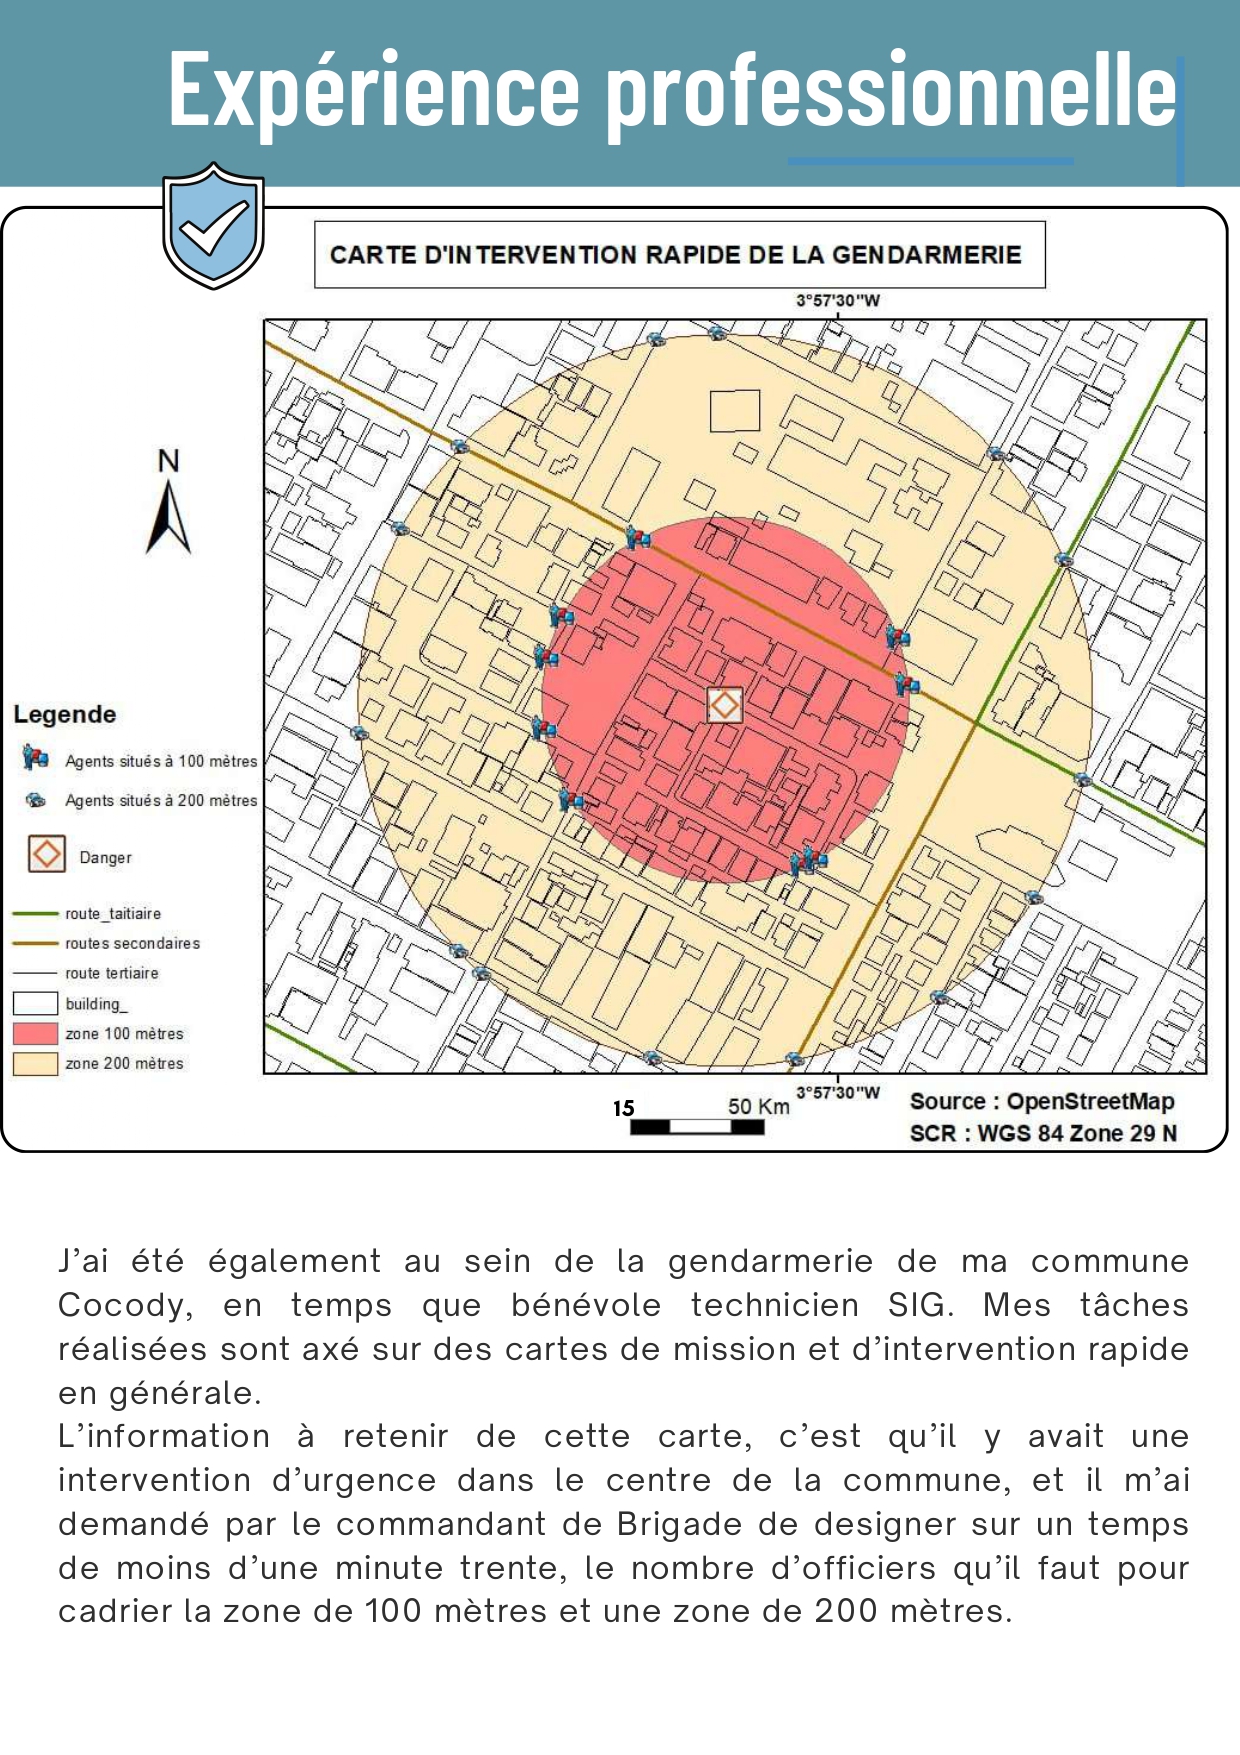 Expérience professionnelle
CARTE D'INTERVENTION RAPIDE DE LA GENDARMERIE
3°57'30"W
N
Legende
Agents situés à 100 mètres
Agents situés à 200 mètres
Danger
route_taitiaire
routes secondaires
route tertiaire
building_
zone 100 mètres
zone 200 mètres
3°57'30"W
15
50 Km
Source : OpenStreetMap
SCR : WGS 84 Zone 29 N
J'ai été également au sein de la gendarmerie de ma commune
Cocody, en temps que bénévole technicien SIG. Mes tâches
réalisées sont axé sur des cartes de mission et d'intervention rapide
en générale.
L'information à retenir de cette carte, c'est qu'il y avait une
intervention d'urgence dans le centre de la commune, et il m'ai
demandé par le commandant de Brigade de designer sur un temps
de moins d'une minute trente, le nombre d'officiers qu'il faut pour
cadrier la zone de 100 mètres et une zone de 200 mètres.